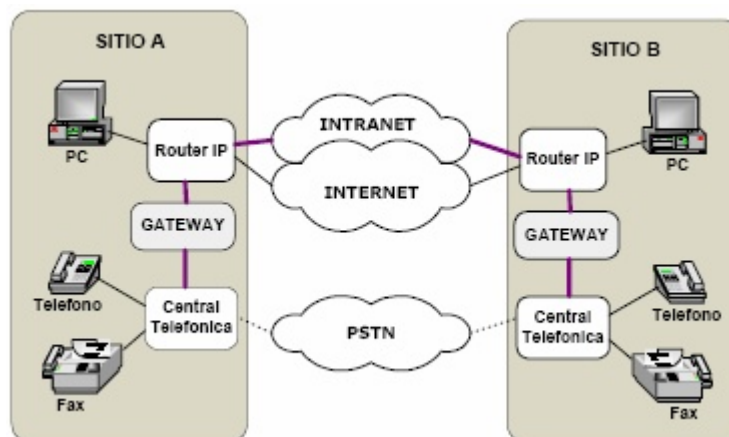 SITIO A
PC
Router IP
GATEWAY
Telefono
Central
Telefonica
Fax
INTRANET
INTERNET
PSTN
SITIO B
Router IP
PC
GATEWAY
Central
Telefonica
Telefono
Fax